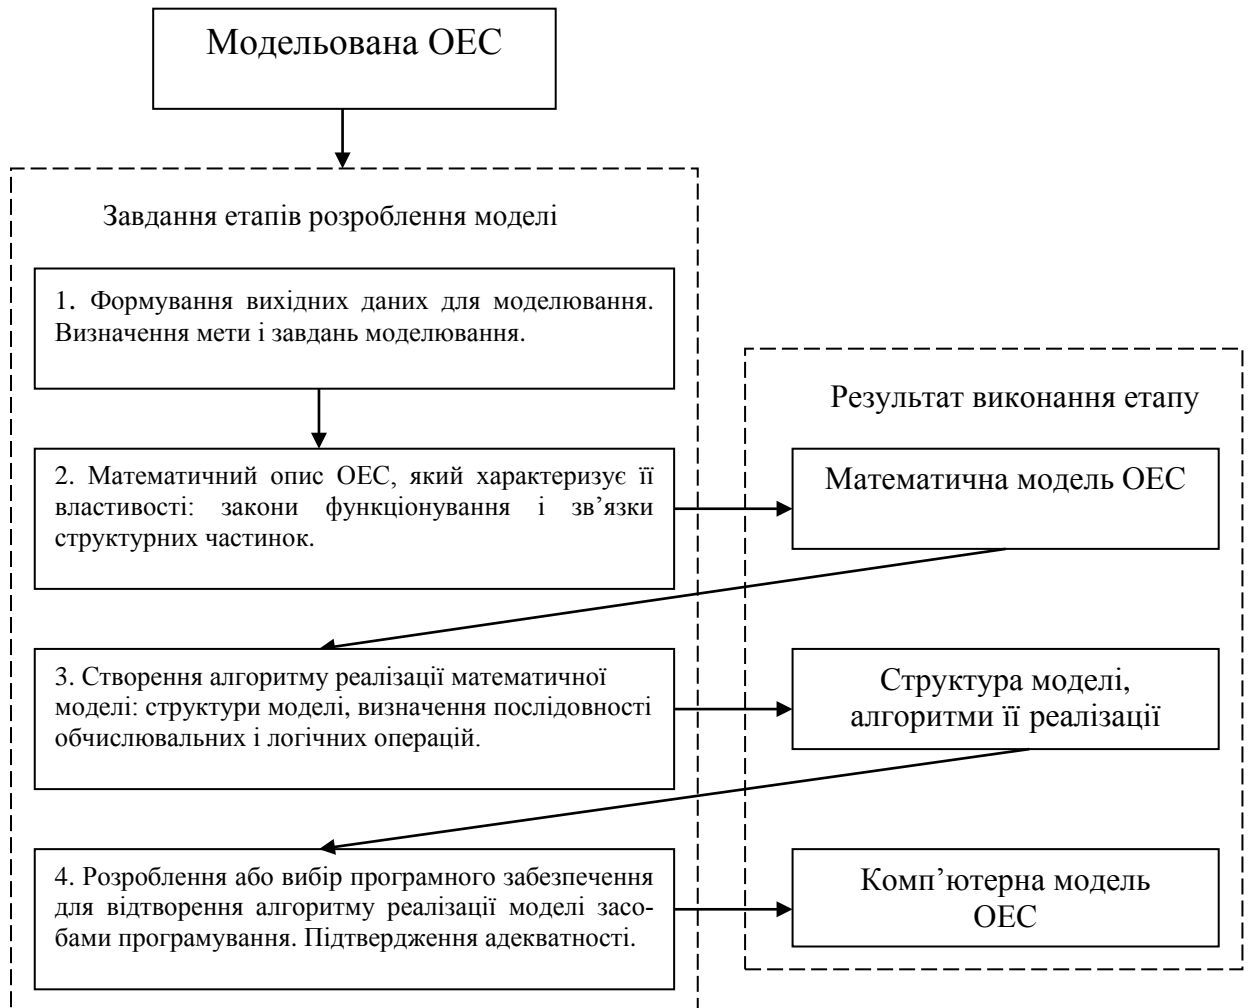 Модельована ОЕС
Завдання етапів розроблення моделі
1. Формування вихідних даних для моделювання.
Визначення мети і завдань моделювання.
Результат виконання етапу
2. Математичний опис ОЕС, який характеризує її
властивості: закони функціонування і зв’язки
структурних частинок.
Математична модель ОЕС
3. Створення алгоритму реалізації математичної
моделі: структури моделі, визначення послідовності
обчислювальних і логічних операцій.
Структура моделі,
алгоритми її реалізації
4. Розроблення або вибір програмного забезпечення
для відтворення алгоритму реалізації моделі засо-
бами програмування. Підтвердження адекватності.
Комп’ютерна модель
ОЕС